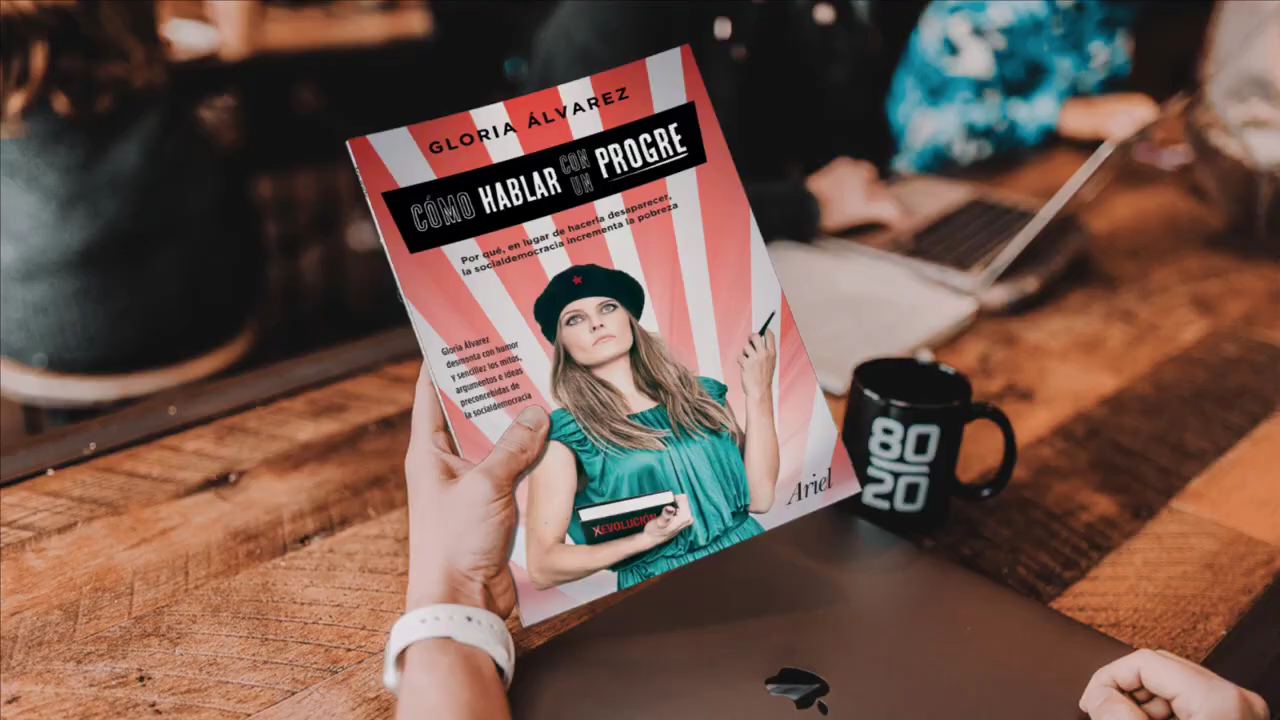 GLORIA ÁLVAREZ
CÓMO HABLAR CON UN PROGRE
Por qué, en lugar de hacerla desaparecer,
la socialdemocracia incrementa la pobreza
Gloria Álvarez
desmonta con humor
y sencillez los mitos,
argumentos e ideas
preconcebidas de
la socialdemocracia
XEVOLUCIÓN
Ariel
80
20